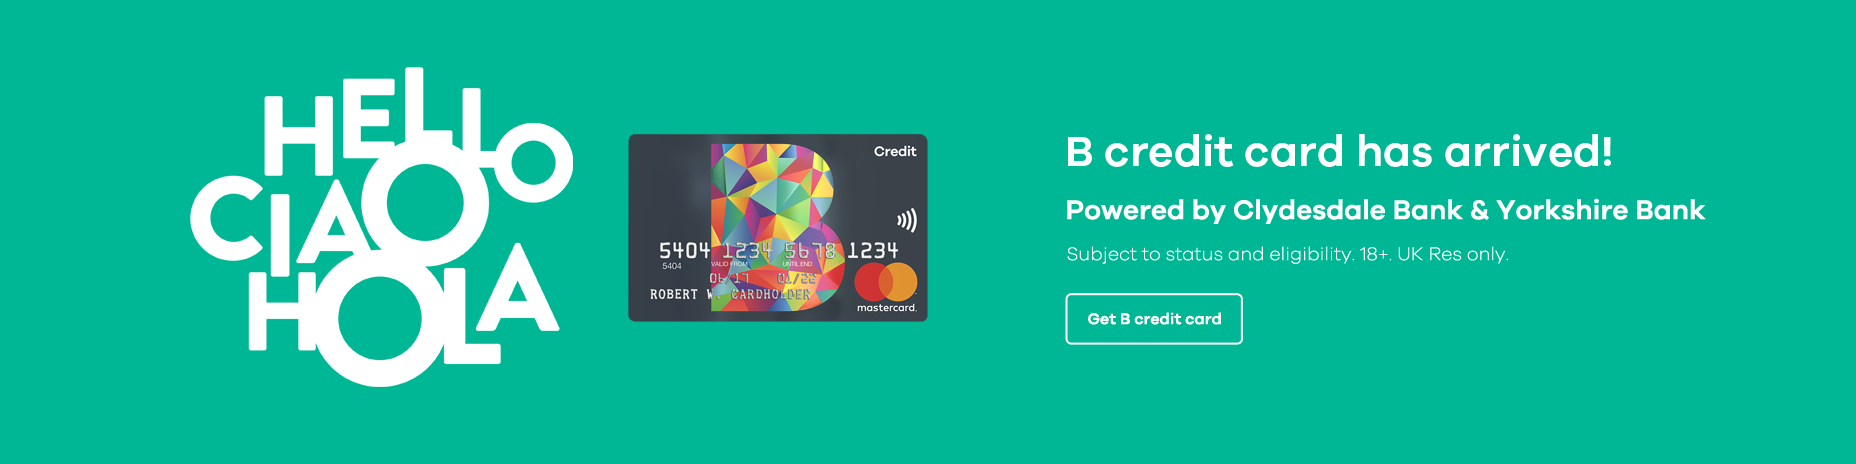 HELLO
CIAO
HOLA
Credit
5404 1234 5678 1234
5404
VALID FROM UNTIL END
06/17 01/22
ROBERT W. CARDHOLDER
mastercard.
B credit card has arrived!
Powered by Clydesdale Bank & Yorkshire Bank
Subject to status and eligibility. 18+. UK Res only.
Get B credit card